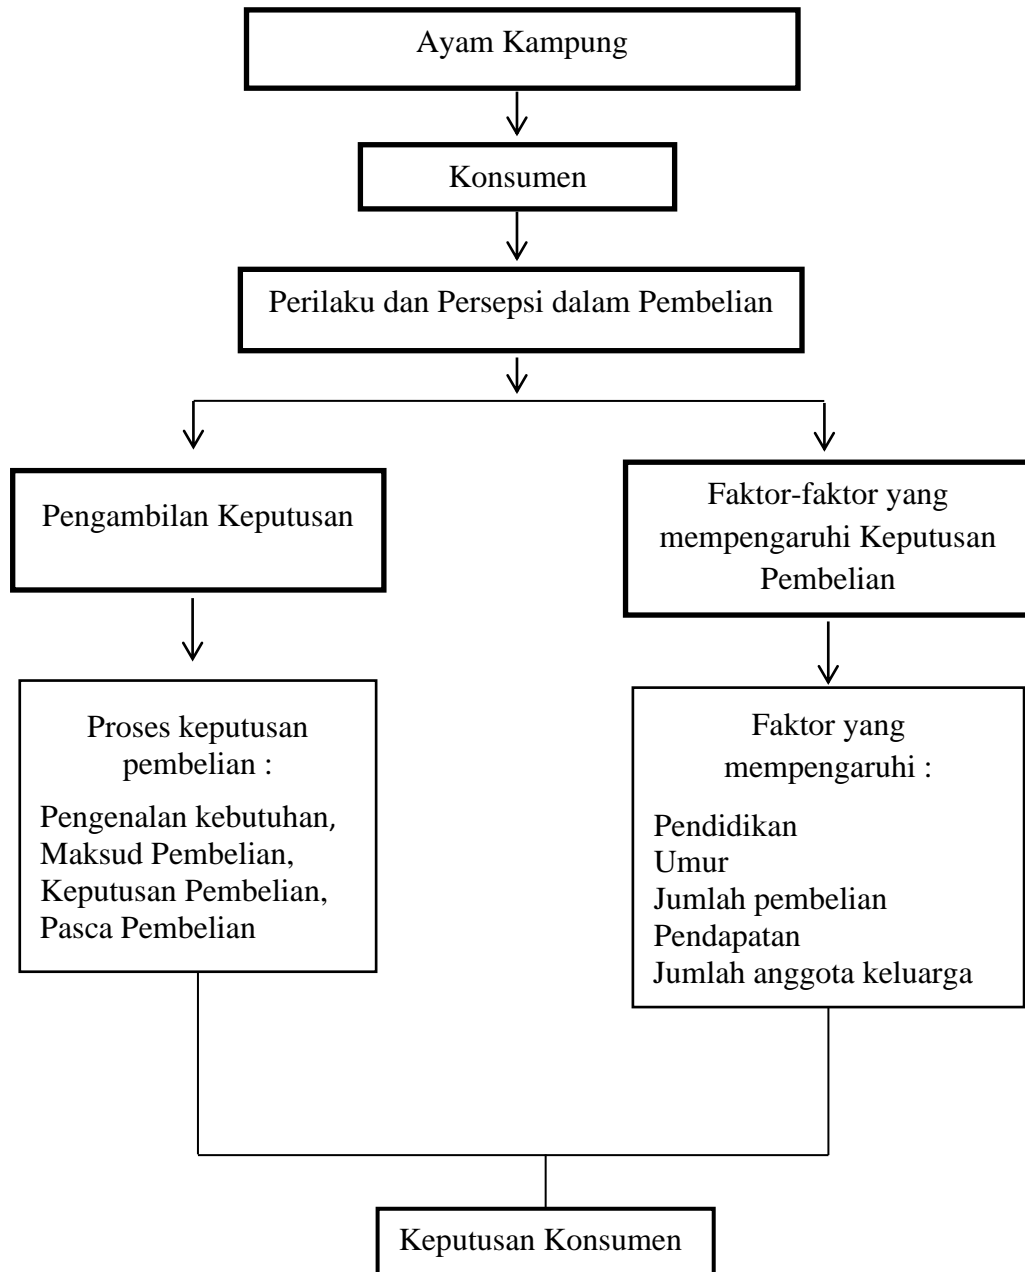 Ayam Kampung
Konsumen
Perilaku dan Persepsi dalam Pembelian
Pengambilan Keputusan
Faktor-faktor yang
mempengaruhi Keputusan
Pembelian
Proses keputusan
pembelian :
Pengenalan kebutuhan,
Maksud Pembelian,
Keputusan Pembelian,
Pasca Pembelian
Faktor yang
mempengaruhi :
Pendidikan
Umur
Jumlah pembelian
Pendapatan
Jumlah anggota keluarga
Keputusan Konsumen